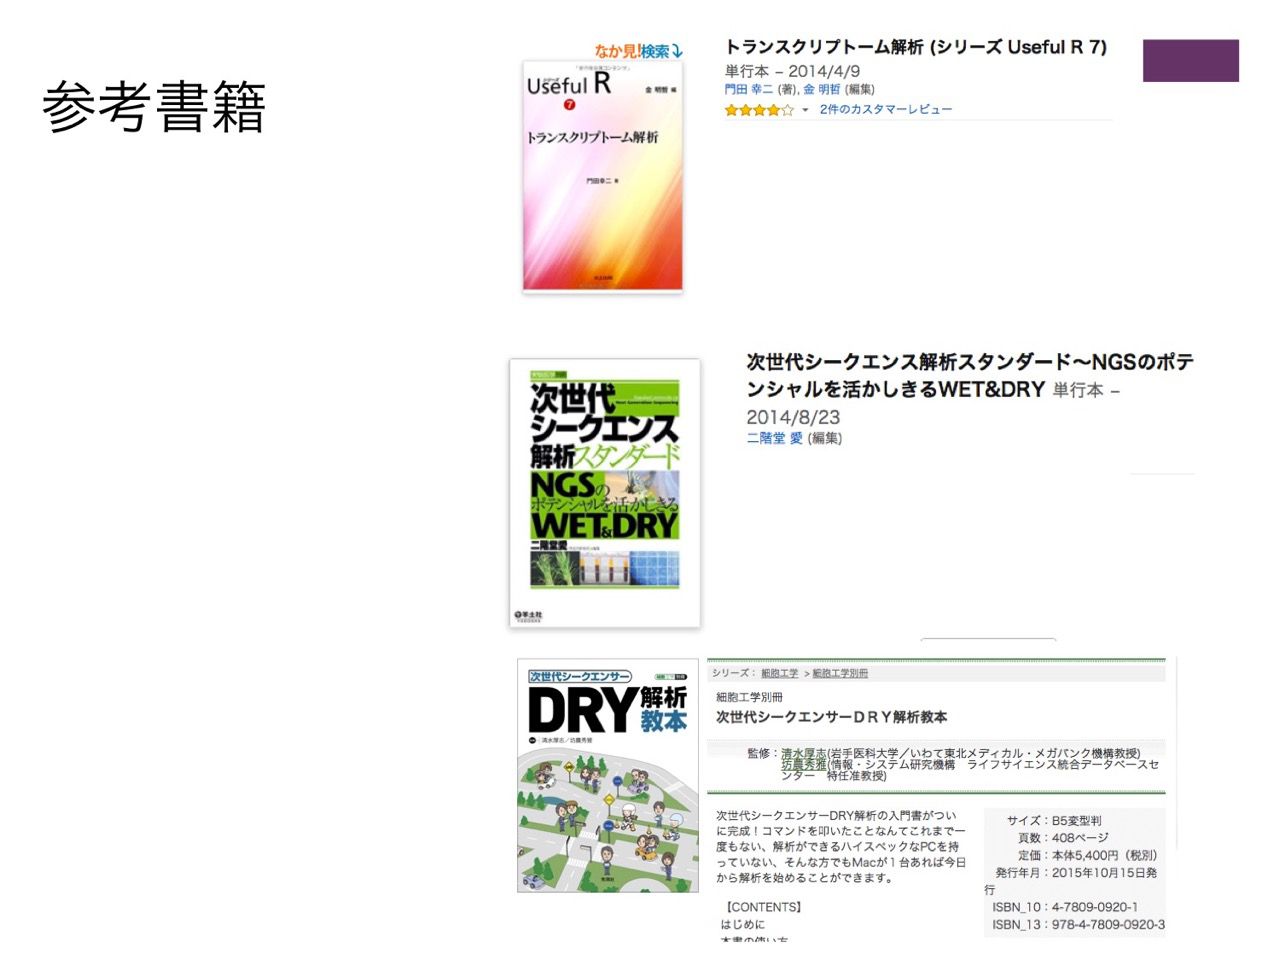 参考書籍
なか見!検索
シリーズ
Useful R
7
金 明哲 編
トランスクリプトーム解析
門田幸二 著
トランスクリプトーム解析 (シリーズ Useful R 7)
単行本 – 2014/4/9
門田 幸二 (著), 金 明哲 (編集)
2件のカスタマーレビュー
次世代
シークエンス
解析スタンダード
NGSの
ポテンシャルを活かしきる
WET&DRY
二階堂愛
羊土社
次世代シークエンス解析スタンダード〜NGSのポテ
ンシャルを活かしきるWET&DRY 単行本 –
2014/8/23
二階堂 愛 (編集)
次世代シークエンサー
DRY解析
教本
清水厚志/坊農秀雅
シリーズ： 細胞工学 > 細胞工学別冊
細胞工学別冊
次世代シークエンサーＤＲＹ解析教本
監修：清水厚志(岩手医科大学／いわて東北メディカル・メガバンク機構教授)
坊農秀雅(情報・システム研究機構　ライフサイエンス統合データベースセ
ンター　特任准教授)
次世代シークエンサーDRY解析の入門書がつい
に完成！コマンドを叩いたことなんてこれまで一
度もない、解析ができるハイスペックなPCを持
っていない、そんな方でもMacが１台あれば今日
から解析を始めることができます。
【CONTENTS】
はじめに
本書の使い方
サイズ：B5変型判
頁数：408ページ
定価：本体5,400円（税別）
発行年月：2015年10月15日発
行
ISBN_10：4-7809-0920-1
ISBN_13：978-4-7809-0920-3